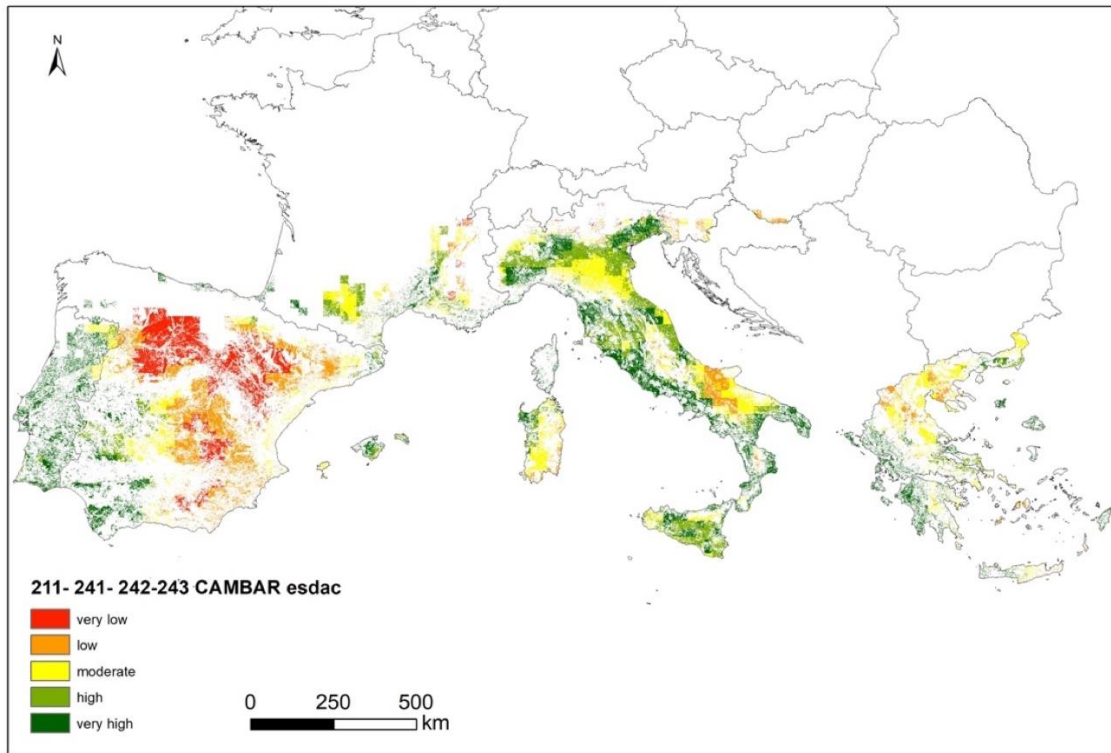 N
211- 241- 242-243 CAMBAR esdac
very low
low
moderate
high
very high
0 250 500
km